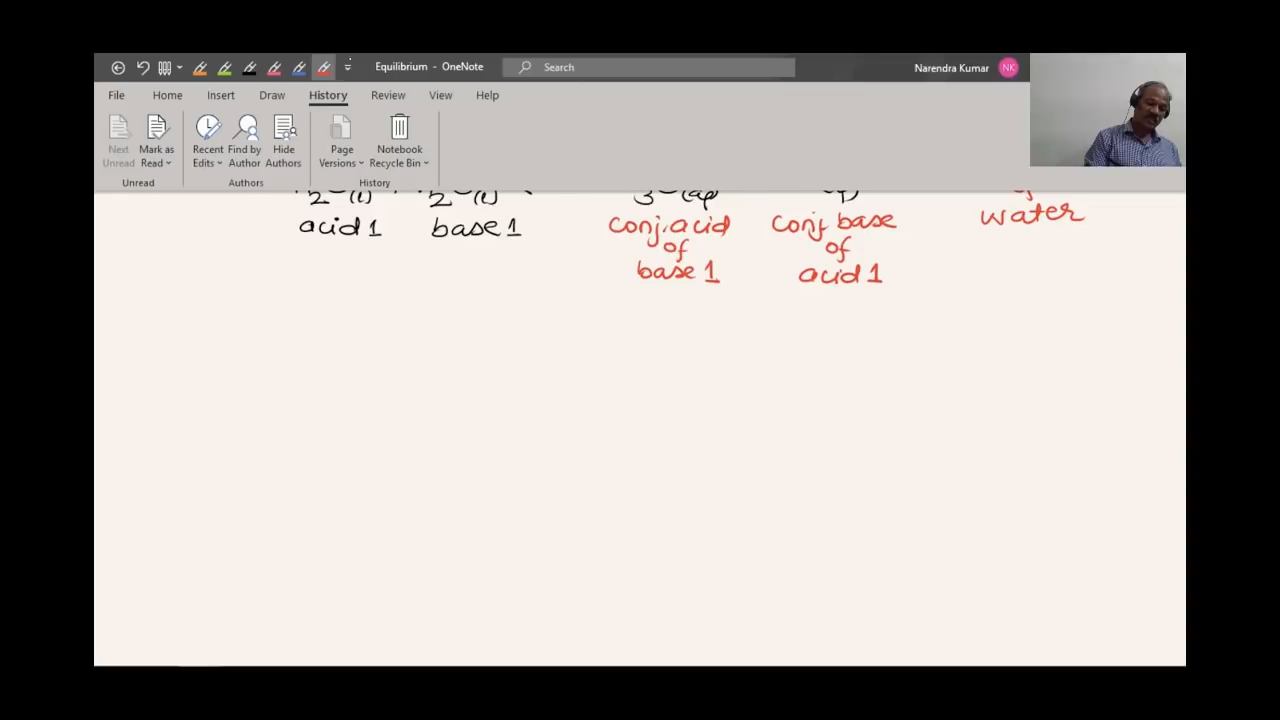 Equilibrium - OneNote
Search
Narendra Kumar NK
File Home Insert Draw History Review View Help
Next Unread
Mark as Read
Recent Edits
Find by Author
Hide Authors
Page Versions
Notebook Recycle Bin
Unread Authors History
water
acid 1 base 1 conj. acid conj. base
of of
base 1 acid 1